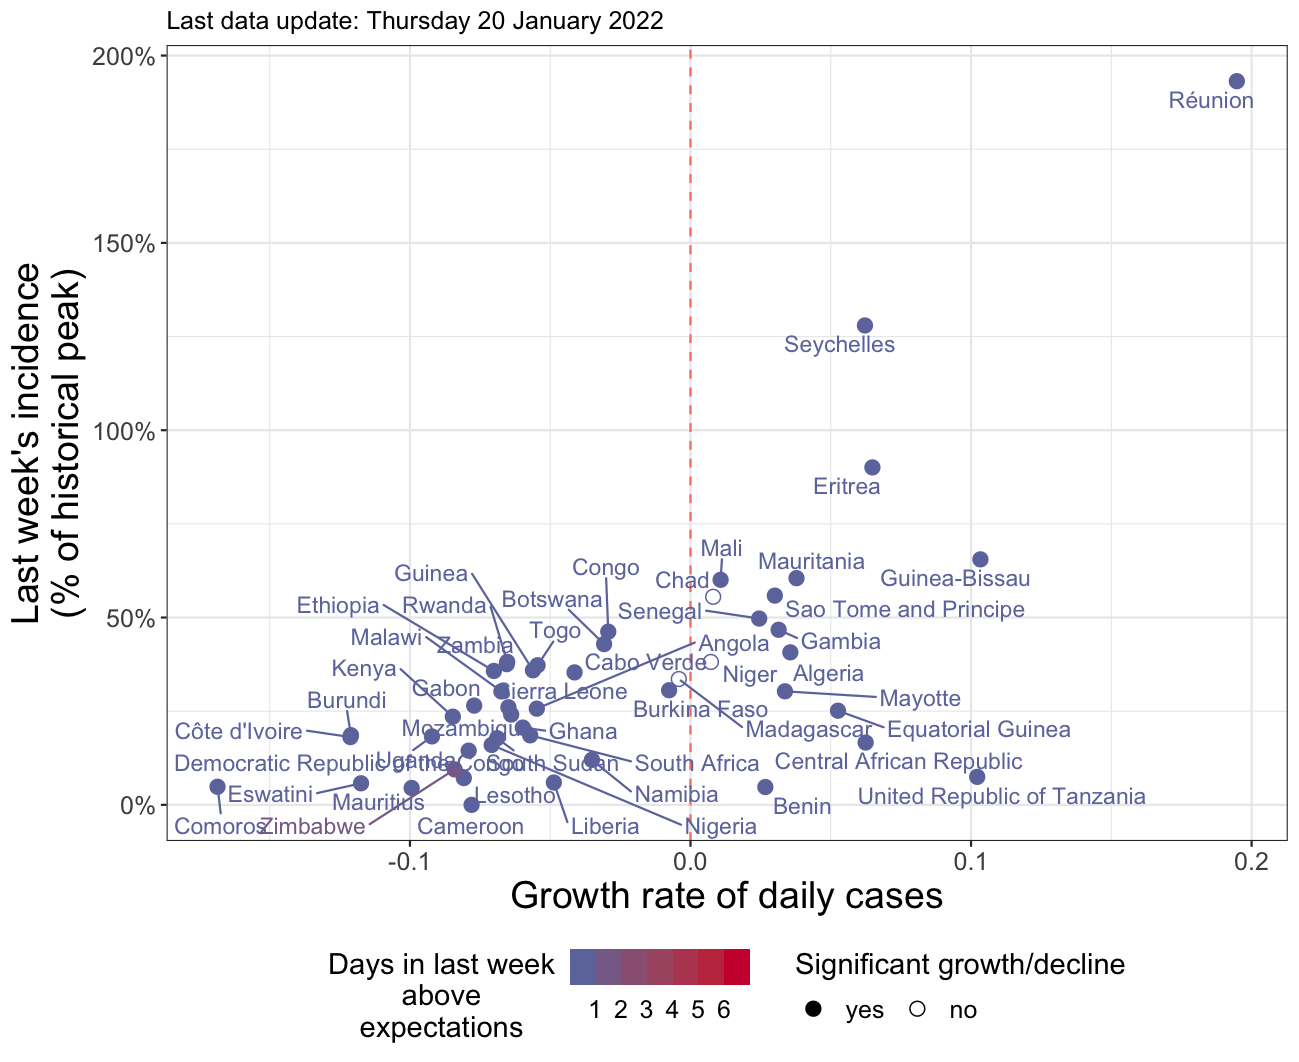 Last data update: Thursday 20 January 2022
Last week's incidence
(% of historical peak)
200%
150%
100%
50%
0%
Réunion
Seychelles
Eritrea
Mali
Mauritania
Guinea-Bissau
Congo
Guinea
Chad
Botswana
Ethiopia
Rwanda
Senegal
Sao Tome and Principe
Togo
Malawi
Zambia
Angola
Gambia
Kenya
Cabo Verde
Niger
Algeria
Gabon
Sierra Leone
Burundi
Mayotte
Burkina Faso
Côte d'Ivoire
Mozambique
Ghana
Madagascar
Equatorial Guinea
Uganda
Democratic Republic of the Congo
South Sudan
South Africa
Central African Republic
Eswatini
Mauritius
Lesotho
Namibia
Benin
United Republic of Tanzania
Comoros
Zimbabwe
Cameroon
Liberia
Nigeria
-0.1
0.0
0.1
0.2
Growth rate of daily cases
Days in last week
above
expectations
1 2 3 4 5 6
Significant growth/decline
yes
no